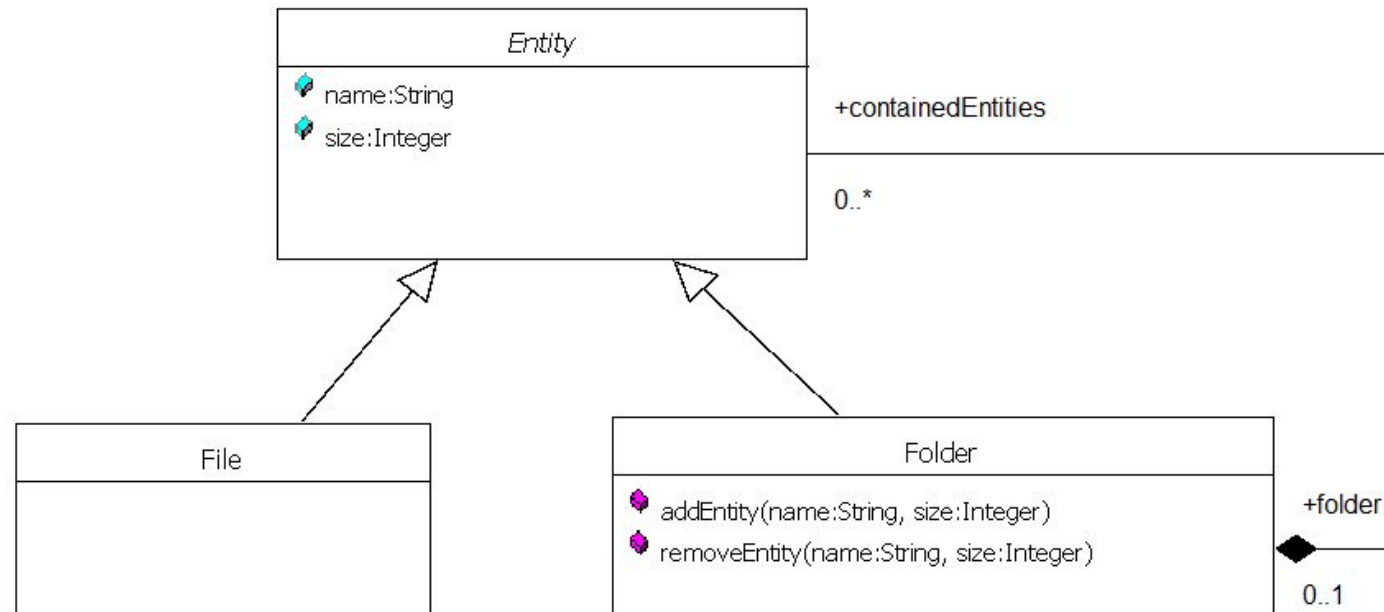 Entity
name:String
size:Integer
+containedEntities
0..*
File
Folder
addEntity(name:String, size:Integer)
removeEntity(name:String, size:Integer)
+folder
0..1